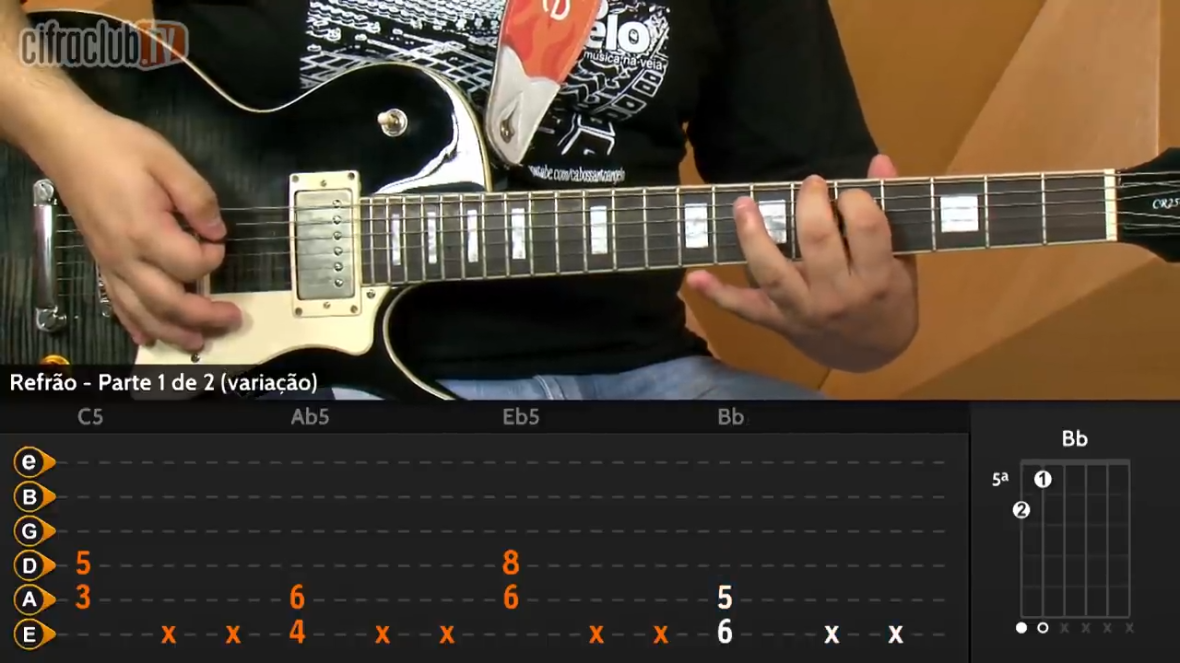 cifraclub.TV
elo
música na veia
CR25
Refrão - Parte 1 de 2 (variação)
C5 Ab5 Eb5 Bb
e
B
G
D 5 8
A 3 6 6 5
E x x 4 x x x x 6 x x
Bb
5ª 1
2
x x x x